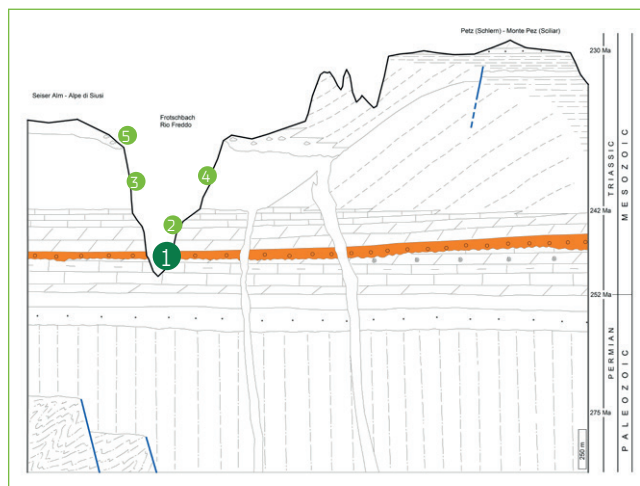 Petz (Schlern) - Monte Pez (Sciliar)
230 Ma
Seiser Alm - Alpe di Siusi
Frotschbach
Rio Freddo
5
3
4
2
1
242 Ma
252 Ma
275 Ma
TRIASSIC
MESOZOIC
PERMIAN
PALEOZOIC
250 m